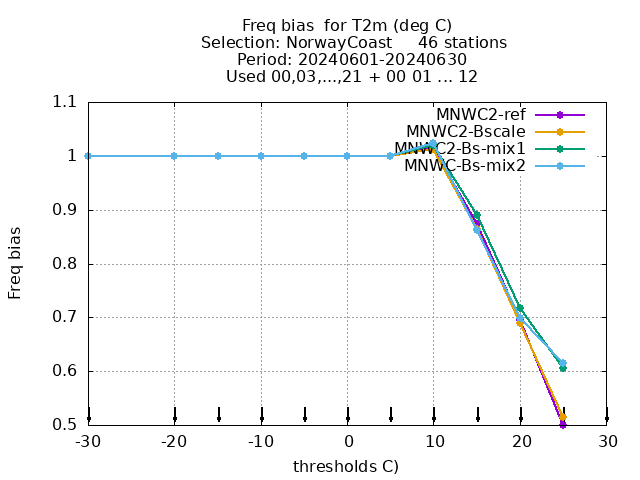 Freq bias  for T2m (deg C)
Selection: NorwayCoast     46 stations
Period: 20240601-20240630
Used 00,03,...,21 + 00 01 ... 12
MNWC2-ref
MNWC2-Bscale
MNWC2-Bs-mix1
MNWC-Bs-mix2
Freq bias
1.1
1
0.9
0.8
0.7
0.6
0.5
-30
-20
-10
0
10
20
30
thresholds C)